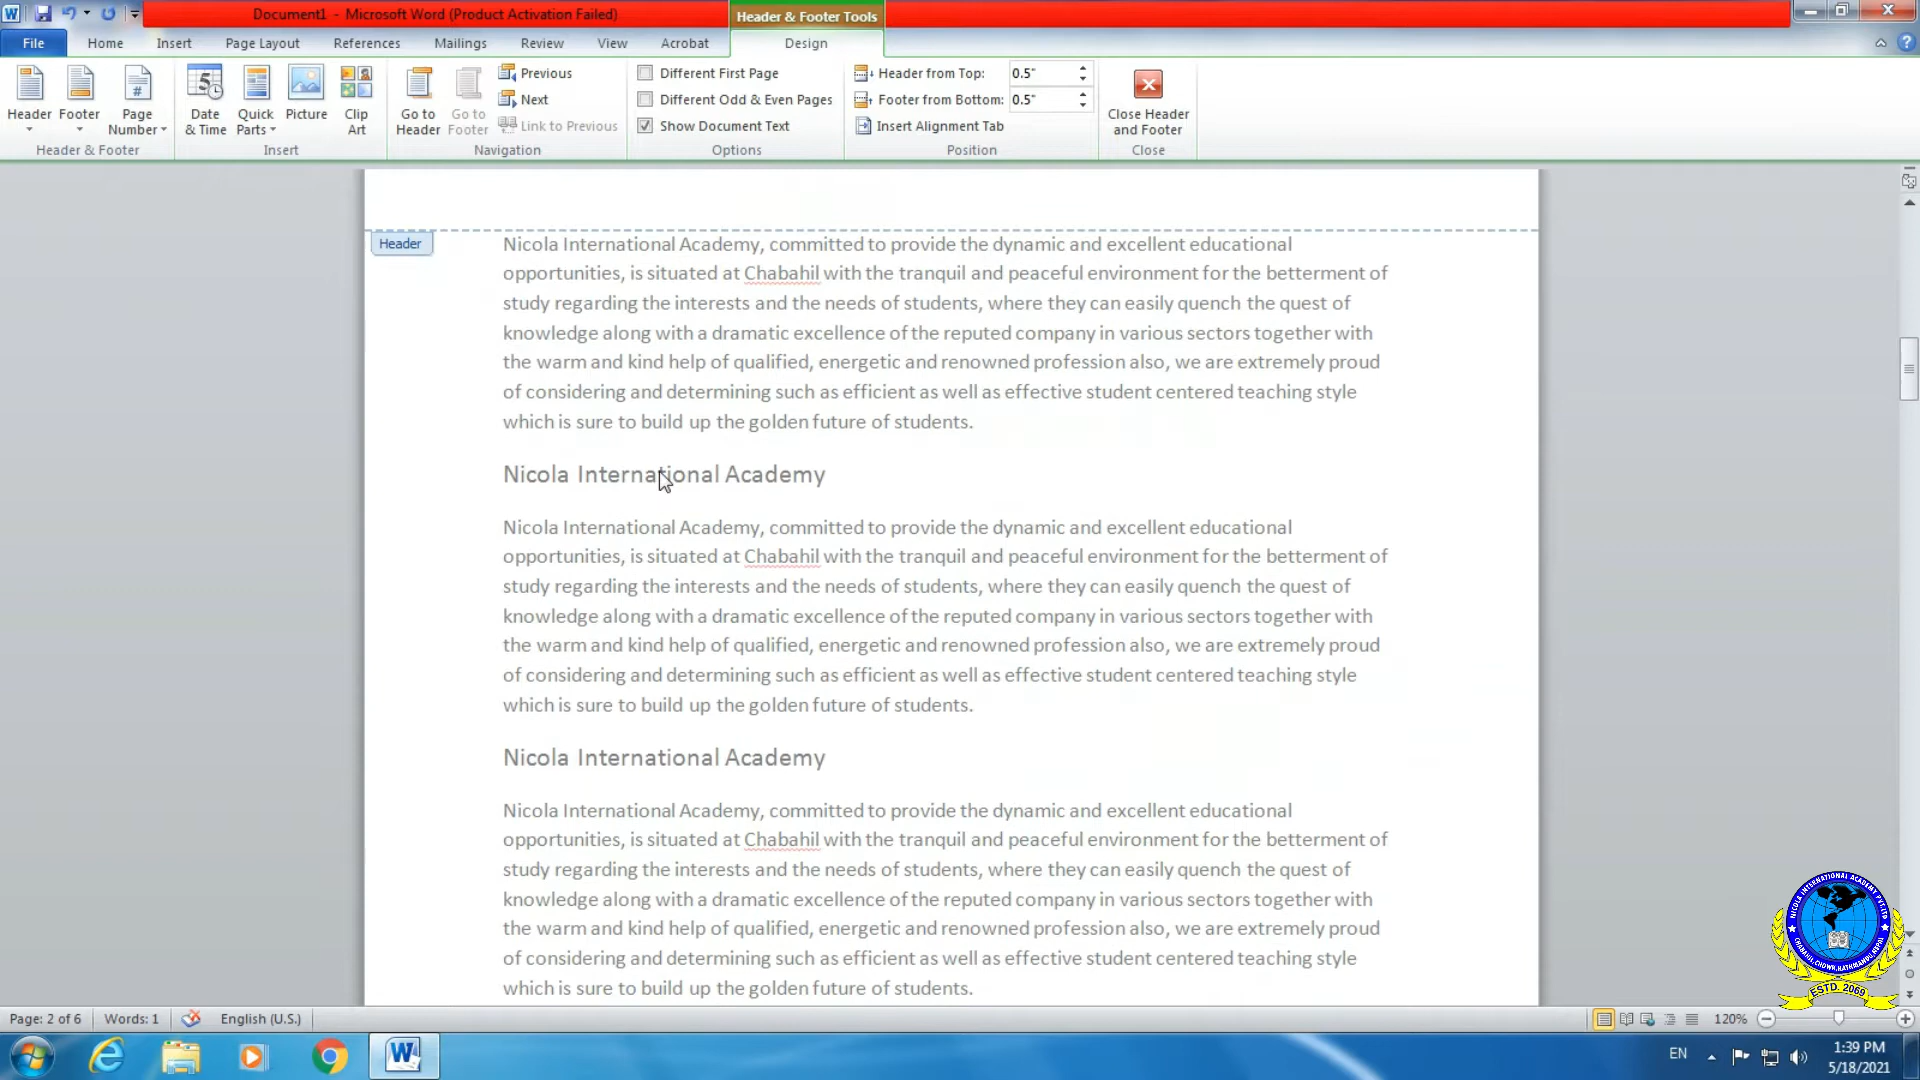 Document1 - Microsoft Word (Product Activation Failed)
Header & Footer Tools
File Home Insert Page Layout References Mailings Review View Acrobat Design
Header
Footer
Page Number
Header & Footer
Date & Time
Quick Parts
Picture
Clip Art
Insert
Go to Header
Go to Footer
Previous
Next
Link to Previous
Navigation
Different First Page
Different Odd & Even Pages
Show Document Text
Options
Header from Top: 0.5"
Footer from Bottom: 0.5"
Insert Alignment Tab
Position
Close Header and Footer
Close
Header
Nicola International Academy, committed to provide the dynamic and excellent educational
opportunities, is situated at Chabahil with the tranquil and peaceful environment for the betterment of
study regarding the interests and the needs of students, where they can easily quench the quest of
knowledge along with a dramatic excellence of the reputed company in various sectors together with
the warm and kind help of qualified, energetic and renowned profession also, we are extremely proud
of considering and determining such as efficient as well as effective student centered teaching style
which is sure to build up the golden future of students.
Nicola International Academy
Nicola International Academy, committed to provide the dynamic and excellent educational
opportunities, is situated at Chabahil with the tranquil and peaceful environment for the betterment of
study regarding the interests and the needs of students, where they can easily quench the quest of
knowledge along with a dramatic excellence of the reputed company in various sectors together with
the warm and kind help of qualified, energetic and renowned profession also, we are extremely proud
of considering and determining such as efficient as well as effective student centered teaching style
which is sure to build up the golden future of students.
Nicola International Academy
Nicola International Academy, committed to provide the dynamic and excellent educational
opportunities, is situated at Chabahil with the tranquil and peaceful environment for the betterment of
study regarding the interests and the needs of students, where they can easily quench the quest of
knowledge along with a dramatic excellence of the reputed company in various sectors together with
the warm and kind help of qualified, energetic and renowned profession also, we are extremely proud
of considering and determining such as efficient as well as effective student centered teaching style
which is sure to build up the golden future of students.
NICOLA INTERNATIONAL ACADEMY PVT.LTD
CHABAHIL CHOWK, KATHMANDU, NEPAL
ESTD. 2069
Page: 2 of 6 Words: 1 English (U.S.) 120%
EN
1:39 PM
5/18/2021